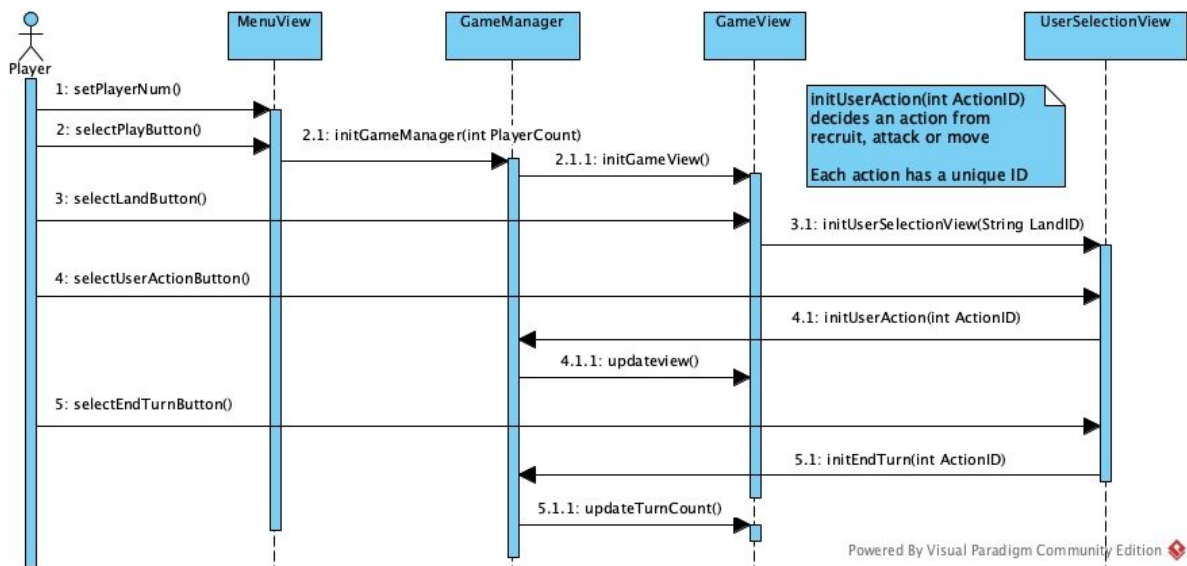 MenuView
GameManager
GameView
UserSelectionView
Player
1: setPlayerNum()
initUserAction(int ActionID)
decides an action from
recruit, attack or move
Each action has a unique ID
2: selectPlayButton()
2.1: initGameManager(int PlayerCount)
2.1.1: initGameView()
3: selectLandButton()
3.1: initUserSelectionView(String LandID)
4: selectUserActionButton()
4.1: initUserAction(int ActionID)
4.1.1: updateview()
5: selectEndTurnButton()
5.1: initEndTurn(int ActionID)
5.1.1: updateTurnCount()
Powered By Visual Paradigm Community Edition